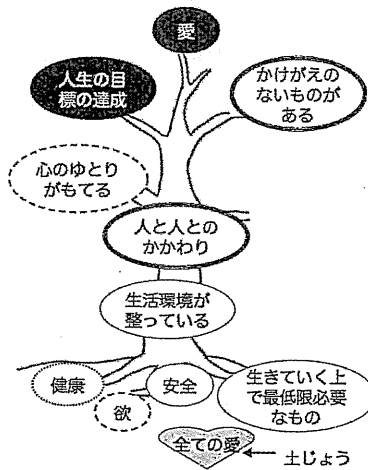 愛
人生の目
標の達成
かけがえの
ないものが
ある
心のゆとり
がもてる
人と人との
かかわり
生活環境が
整っている
健康
安全
欲
生きていく上
で最低限必要
なもの
全ての愛
土じょう